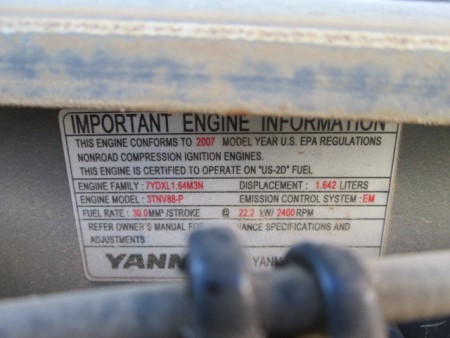 IMPORTANT ENGINE INFORMATION
THIS ENGINE CONFORMS TO 2007 MODEL YEAR U.S. EPA REGULATIONS
NONROAD COMPRESSION IGNITION ENGINES.
THIS ENGINE IS CERTIFIED TO OPERATE ON "US-2D" FUEL
ENGINE FAMILY : 7YDXL1.64M3N DISPLACEMENT : 1.642 LITERS
ENGINE MODEL : 3TNV88-P EMISSION CONTROL SYSTEM : EM
FUEL RATE : 30.0MM³ /STROKE @ 22.2 kW/ 2400 RPM
REFER OWNER'S MANUAL FOR SPECIFICATIONS AND
ADJUSTMENTS